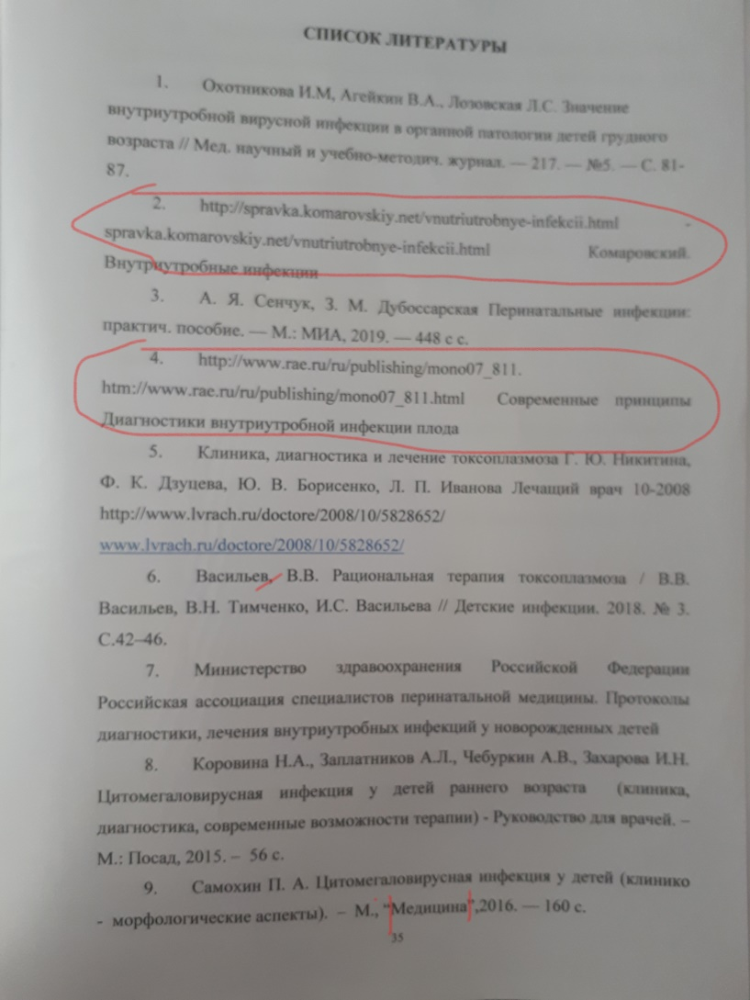 СПИСОК ЛИТЕРАТУРЫ
1. Охотникова И.М, Агейкин В.А., Лозовская Л.С. Значение
внутриутробной вирусной инфекции в органной патологии детей грудного
возраста // Мед. научный и учебно-методич. журнал. — 217. — №5. — С. 81-
87.
2. http://spravka.komarovskiy.net/vnutriutrobnye-infekcii.html -
spravka.komarovskiy.net/vnutriutrobnye-infekcii.html Комаровский.
Внутриутробные инфекции
3. А. Я. Сенчук, З. М. Дубоссарская Перинатальные инфекции:
практич. пособие. — М.: МИА, 2019. — 448 с с.
4. http://www.rae.ru/ru/publishing/mono07_811.
htm://www.rae.ru/ru/publishing/mono07_811.html Современные принципы
Диагностики внутриутробной инфекции плода
5. Клиника, диагностика и лечение токсоплазмоза Г. Ю. Никитина,
Ф. К. Дзуцева, Ю. В. Борисенко, Л. П. Иванова Лечащий врач 10-2008
http://www.lvrach.ru/doctore/2008/10/5828652/
www.lvrach.ru/doctore/2008/10/5828652/
6. Васильев, В.В. Рациональная терапия токсоплазмоза / В.В.
Васильев, В.Н. Тимченко, И.С. Васильева // Детские инфекции. 2018. № 3.
С.42–46.
7. Министерство здравоохранения Российской Федерации
Российская ассоциация специалистов перинатальной медицины. Протоколы
диагностики, лечения внутриутробных инфекций у новорожденных детей
8. Коровина Н.А., Заплатников А.Л., Чебуркин А.В., Захарова И.Н.
Цитомегаловирусная инфекция у детей раннего возраста (клиника,
диагностика, современные возможности терапии) - Руководство для врачей. –
М.: Посад, 2015. – 56 с.
9. Самохин П. А. Цитомегаловирусная инфекция у детей (клинико
- морфологические аспекты). – М., “Медицина”,2016. — 160 с.
35